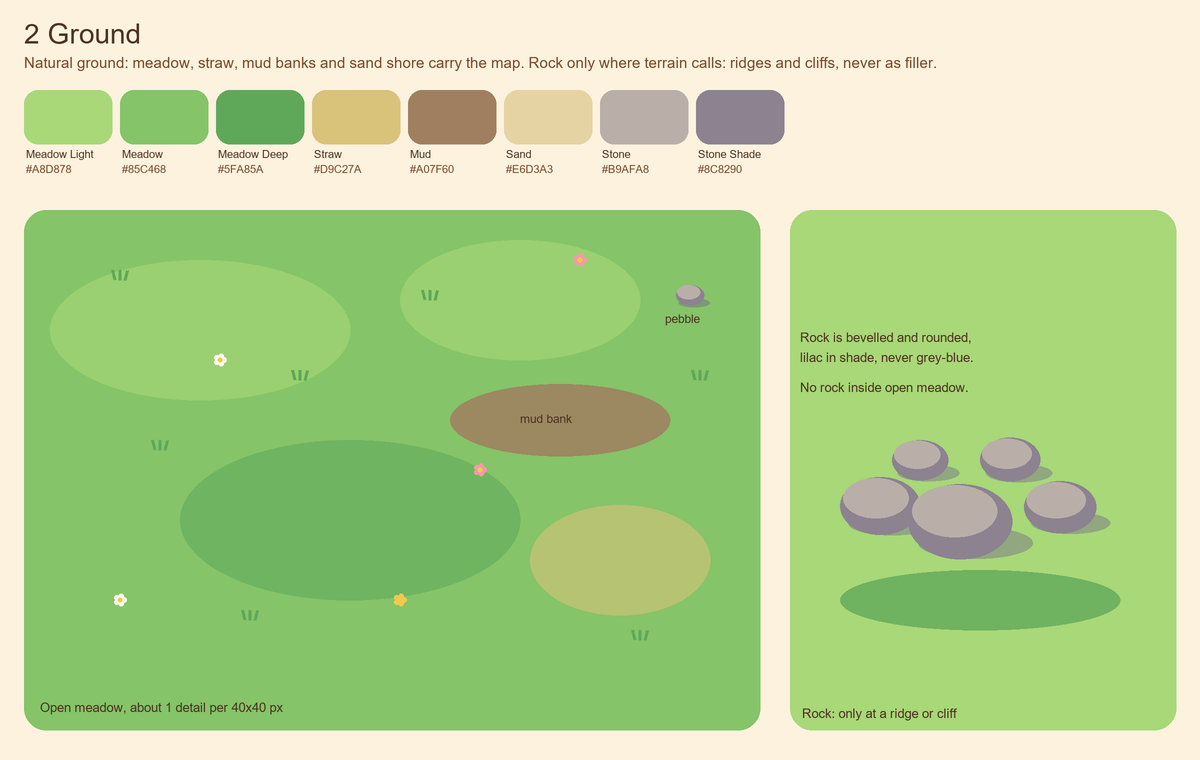 2 Ground
Natural ground: meadow, straw, mud banks and sand shore carry the map. Rock only where terrain calls: ridges and cliffs, never as filler.
Meadow Light
#A8D878
Meadow
#85C468
Meadow Deep
#5FA85A
Straw
#D9C27A
Mud
#A07F60
Sand
#E6D3A3
Stone
#B9AFA8
Stone Shade
#8C8290
pebble
mud bank
Open meadow, about 1 detail per 40x40 px
Rock is bevelled and rounded,
lilac in shade, never grey-blue.
No rock inside open meadow.
Rock: only at a ridge or cliff